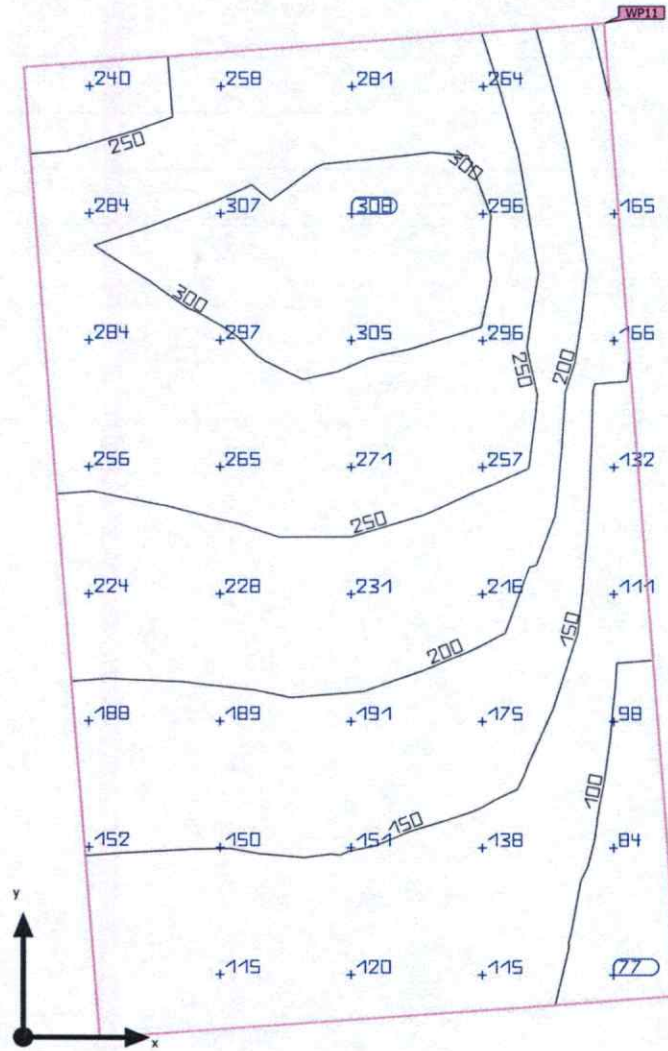 WP11
+240 +258 +281 +264
250
300
+284 +307 +308 +296 +165
300
+284 +297 +305 +296 +166
250 200
+256 +265 +271 +257 +132
250
+224 +228 +231 +216 +111
150
200
+188 +189 +191 +175 +98
100
150
+152 +150 +151 +138 +84
y
+115 +120 +115 +77
x